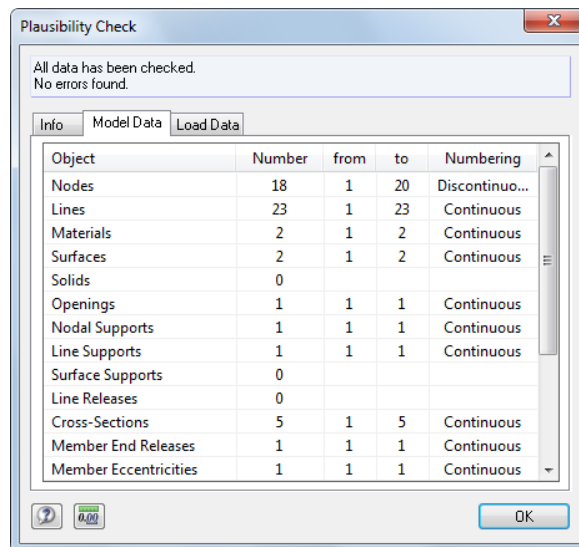 Plausibility Check
All data has been checked.
No errors found.
Info Model Data Load Data
Object Number from to Numbering
Nodes 18 1 20 Discontinuo...
Lines 23 1 23 Continuous
Materials 2 1 2 Continuous
Surfaces 2 1 2 Continuous
Solids 0
Openings 1 1 1 Continuous
Nodal Supports 1 1 1 Continuous
Line Supports 1 1 1 Continuous
Surface Supports 0
Line Releases 0
Cross-Sections 5 1 5 Continuous
Member End Releases 1 1 1 Continuous
Member Eccentricities 1 1 1 Continuous
? 0.00 OK